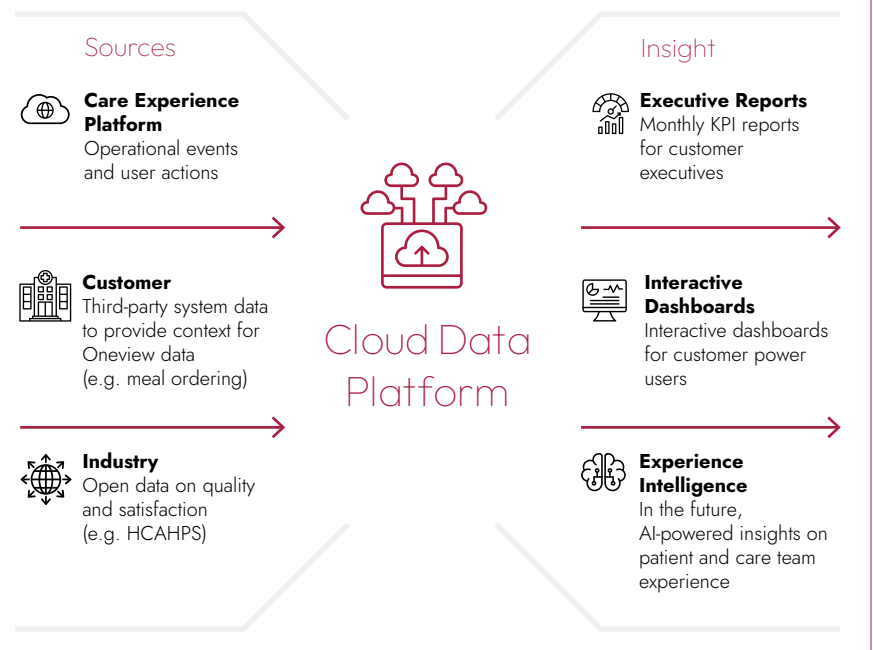 Sources
Care Experience
Platform
Operational events
and user actions
Customer
Third-party system data
to provide context for
Oneview data
(e.g. meal ordering)
Industry
Open data on quality
and satisfaction
(e.g. HCAHPS)
Cloud Data
Platform
Insight
Executive Reports
Monthly KPI reports
for customer
executives
Interactive
Dashboards
Interactive dashboards
for customer power
users
Experience
Intelligence
In the future,
AI-powered insights on
patient and care team
experience